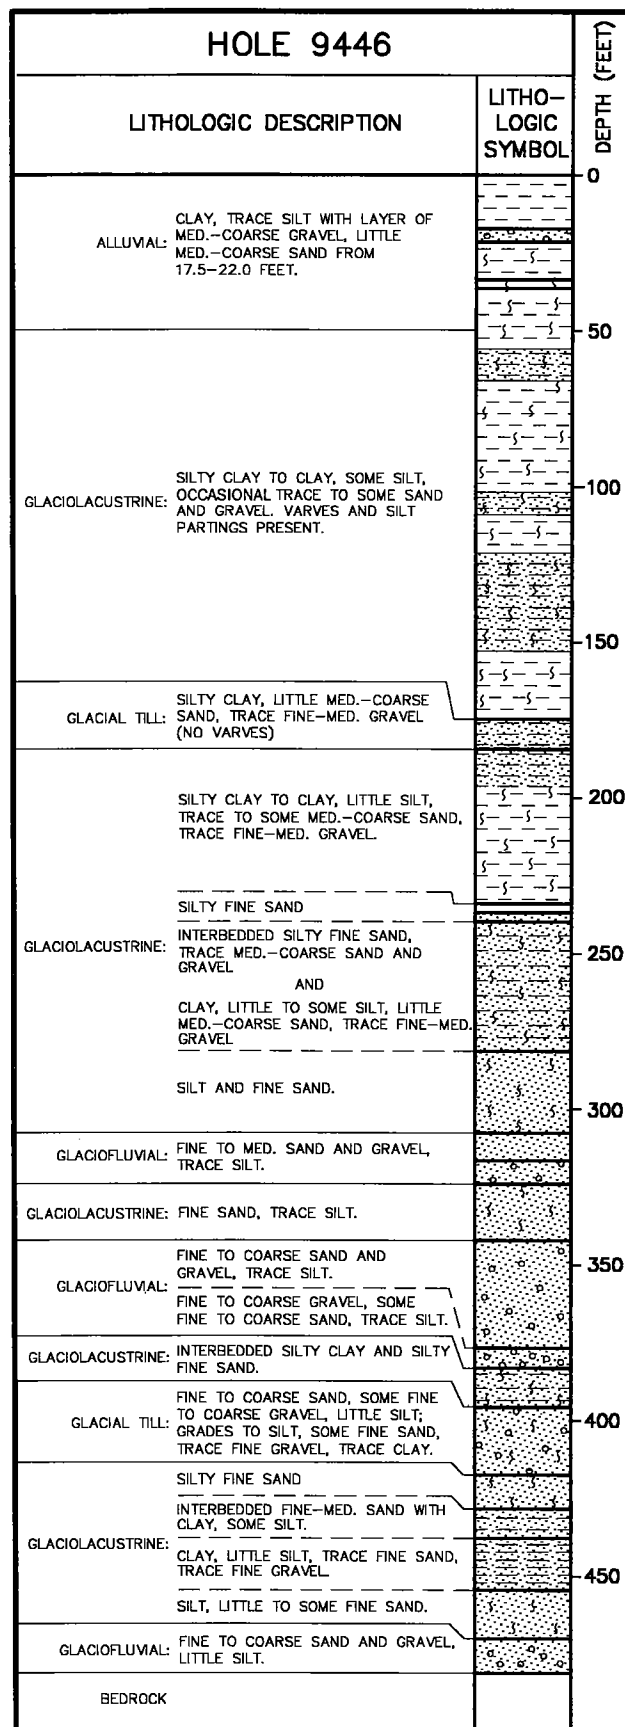 HOLE 9446
DEPTH (FEET)
LITHOLOGIC DESCRIPTION
LITHO-
LOGIC
SYMBOL
0
ALLUVIAL:
CLAY, TRACE SILT WITH LAYER OF
MED.-COARSE GRAVEL, LITTLE
MED.-COARSE SAND FROM
17.5-22.0 FEET.
50
GLACIOLACUSTRINE:
SILTY CLAY TO CLAY, SOME SILT,
OCCASIONAL TRACE TO SOME SAND
AND GRAVEL. VARVES AND SILT
PARTINGS PRESENT.
100
150
GLACIAL TILL:
SILTY CLAY, LITTLE MED.-COARSE
SAND, TRACE FINE-MED. GRAVEL
(NO VARVES)
200
GLACIOLACUSTRINE:
SILTY CLAY TO CLAY, LITTLE SILT,
TRACE TO SOME MED.-COARSE SAND,
TRACE FINE-MED. GRAVEL.
SILTY FINE SAND
INTERBEDDED SILTY FINE SAND,
TRACE MED.-COARSE SAND AND
GRAVEL
AND
CLAY, LITTLE TO SOME SILT, LITTLE
MED.-COARSE SAND, TRACE FINE-MED.
GRAVEL
250
SILT AND FINE SAND.
300
GLACIOFLUVIAL:
FINE TO MED. SAND AND GRAVEL,
TRACE SILT.
GLACIOLACUSTRINE:
FINE SAND, TRACE SILT.
350
GLACIOFLUVIAL:
FINE TO COARSE SAND AND
GRAVEL, TRACE SILT.
FINE TO COARSE GRAVEL, SOME
FINE TO COARSE SAND, TRACE SILT.
GLACIOLACUSTRINE:
INTERBEDDED SILTY CLAY AND SILTY
FINE SAND.
GLACIAL TILL:
FINE TO COARSE SAND, SOME FINE
TO COARSE GRAVEL, LITTLE SILT;
GRADES TO SILT, SOME FINE SAND,
TRACE FINE GRAVEL, TRACE CLAY.
400
GLACIOLACUSTRINE:
SILTY FINE SAND
INTERBEDDED FINE-MED. SAND WITH
CLAY, SOME SILT.
CLAY, LITTLE SILT, TRACE FINE SAND,
TRACE FINE GRAVEL
450
SILT, LITTLE TO SOME FINE SAND.
GLACIOFLUVIAL:
FINE TO COARSE SAND AND GRAVEL,
LITTLE SILT.
BEDROCK